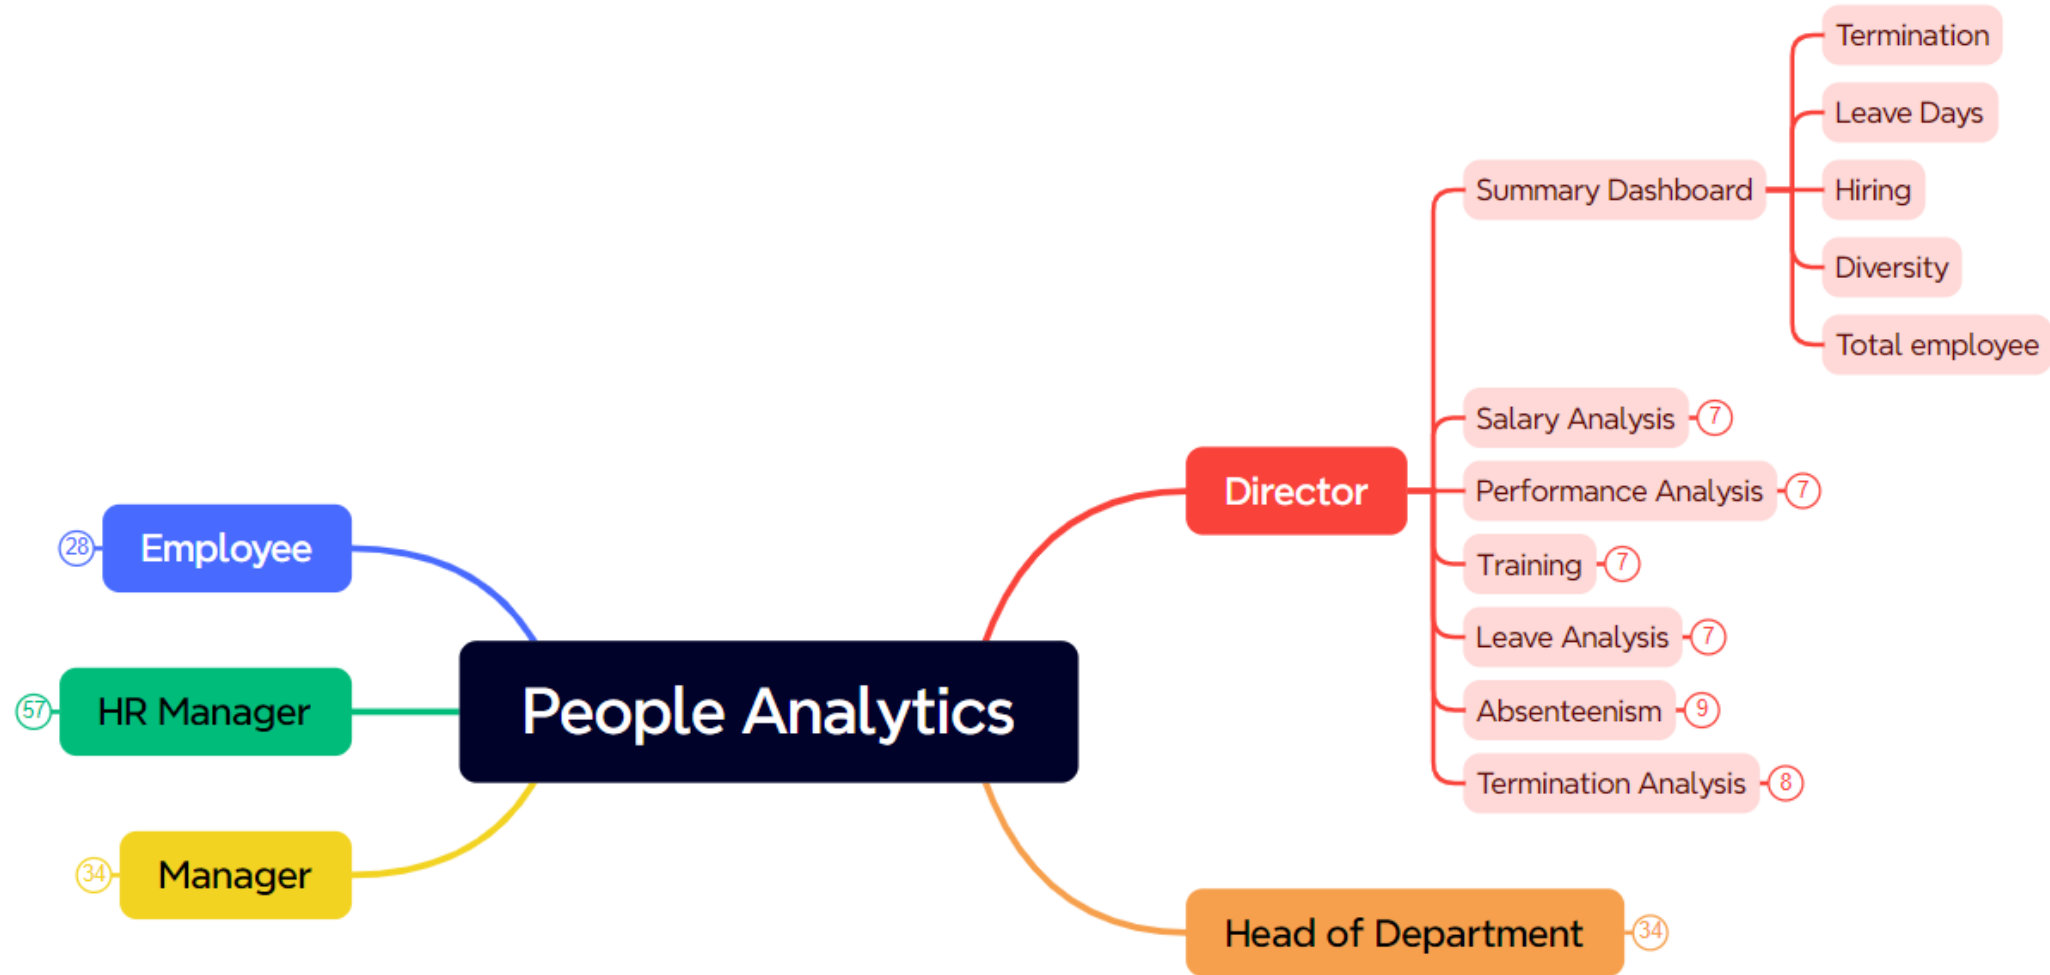 People Analytics
Director
Summary Dashboard
Termination
Leave Days
Hiring
Diversity
Total employee
Salary Analysis 7
Performance Analysis 7
Training 7
Leave Analysis 7
Absenteenism 9
Termination Analysis 8
Head of Department 34
28 Employee
57 HR Manager
34 Manager